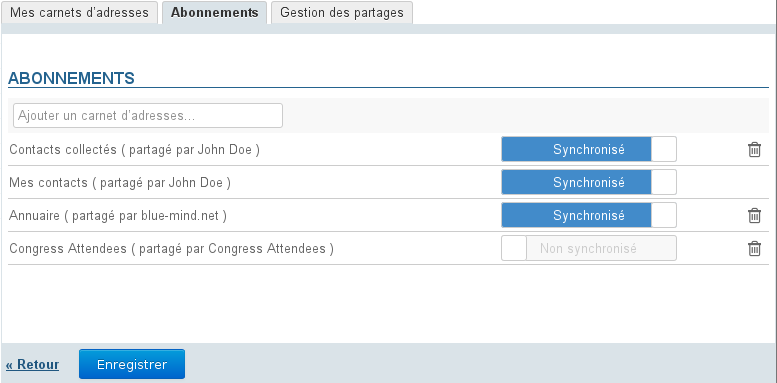 Mes carnets d'adresses Abonnements Gestion des partages
ABONNEMENTS
Ajouter un carnet d'adresses...
Contacts collectés ( partagé par John Doe ) Synchronisé
Mes contacts ( partagé par John Doe ) Synchronisé
Annuaire ( partagé par blue-mind.net ) Synchronisé
Congress Attendees ( partagé par Congress Attendees ) Non synchronisé
« Retour Enregistrer